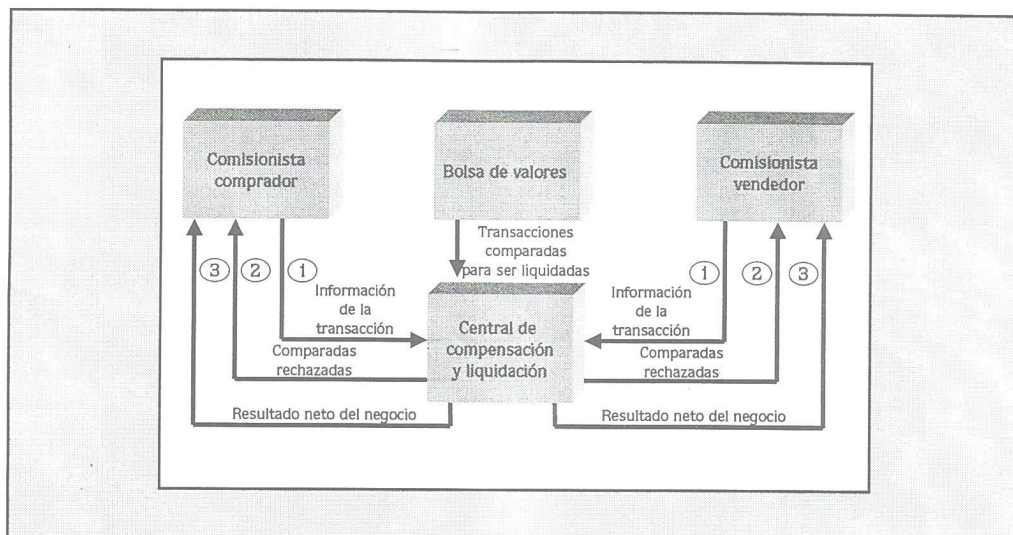 Comisionista
comprador
Bolsa de valores
Comisionista
vendedor
Transacciones
comparadas
para ser liquidadas
3
2
1
1
2
3
Información
de la
transacción
Central de
compensación
y liquidación
Información
de la
transacción
Comparadas
rechazadas
Comparadas
rechazadas
Resultado neto del negocio
Resultado neto del negocio